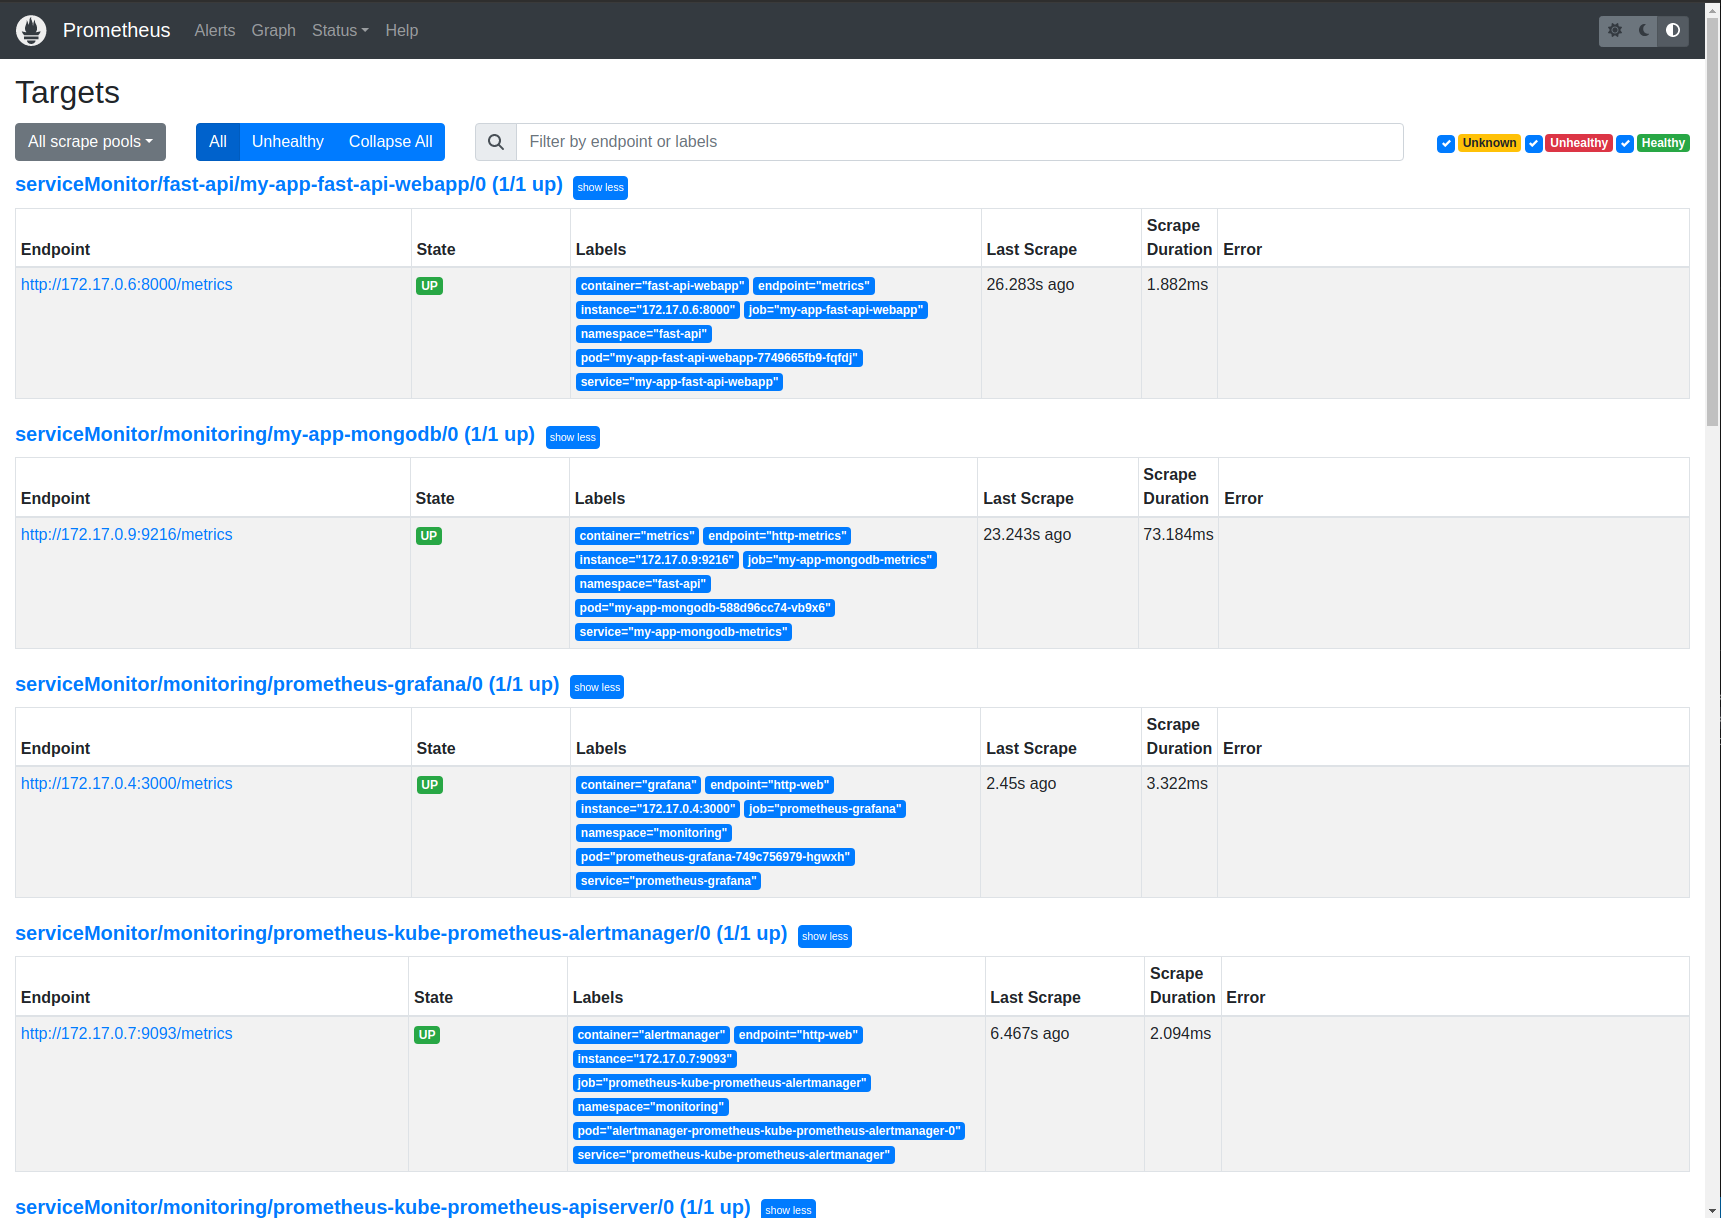 Prometheus Alerts Graph Status Help
Targets
All scrape pools All Unhealthy Collapse All Filter by endpoint or labels Unknown Unhealthy Healthy
serviceMonitor/fast-api/my-app-fast-api-webapp/0 (1/1 up) show less
Endpoint State Labels Last Scrape Scrape Duration Error
http://172.17.0.6:8000/metrics UP container="fast-api-webapp" endpoint="metrics" 26.283s ago 1.882ms
instance="172.17.0.6:8000" job="my-app-fast-api-webapp"
namespace="fast-api"
pod="my-app-fast-api-webapp-7749665fb9-fqfdj"
service="my-app-fast-api-webapp"
serviceMonitor/monitoring/my-app-mongodb/0 (1/1 up) show less
Endpoint State Labels Last Scrape Scrape Duration Error
http://172.17.0.9:9216/metrics UP container="metrics" endpoint="http-metrics" 23.243s ago 73.184ms
instance="172.17.0.9:9216" job="my-app-mongodb-metrics"
namespace="fast-api"
pod="my-app-mongodb-588d96cc74-vb9x6"
service="my-app-mongodb-metrics"
serviceMonitor/monitoring/prometheus-grafana/0 (1/1 up) show less
Endpoint State Labels Last Scrape Scrape Duration Error
http://172.17.0.4:3000/metrics UP container="grafana" endpoint="http-web" 2.45s ago 3.322ms
instance="172.17.0.4:3000" job="prometheus-grafana"
namespace="monitoring"
pod="prometheus-grafana-749c756979-hgwxh"
service="prometheus-grafana"
serviceMonitor/monitoring/prometheus-kube-prometheus-alertmanager/0 (1/1 up) show less
Endpoint State Labels Last Scrape Scrape Duration Error
http://172.17.0.7:9093/metrics UP container="alertmanager" endpoint="http-web" 6.467s ago 2.094ms
instance="172.17.0.7:9093"
job="prometheus-kube-prometheus-alertmanager"
namespace="monitoring"
pod="alertmanager-prometheus-kube-prometheus-alertmanager-0"
service="prometheus-kube-prometheus-alertmanager"
serviceMonitor/monitoring/prometheus-kube-prometheus-apiserver/0 (1/1 up) show less